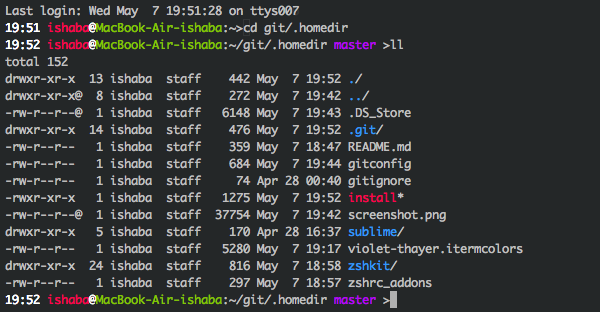 Last login: Wed May  7 19:51:28 on ttys007
19:51 ishaba@MacBook-Air-ishaba:~>cd git/.homedir
19:52 ishaba@MacBook-Air-ishaba:~/git/.homedir master >ll
total 152
drwxr-xr-x  13 ishaba  staff    442 May  7 19:52 ./
drwxr-xr-x@  8 ishaba  staff    272 May  7 19:42 ../
-rw-r--r--@  1 ishaba  staff   6148 May  7 19:43 .DS_Store
drwxr-xr-x  14 ishaba  staff    476 May  7 19:52 .git/
-rw-r--r--   1 ishaba  staff    359 May  7 18:47 README.md
-rw-r--r--   1 ishaba  staff    684 May  7 19:44 gitconfig
-rw-r--r--   1 ishaba  staff     74 Apr 28 00:40 gitignore
-rwxr-xr-x   1 ishaba  staff   1275 May  7 19:52 install*
-rw-r--r--@  1 ishaba  staff  37754 May  7 19:42 screenshot.png
drwxr-xr-x   5 ishaba  staff    170 Apr 28 16:37 sublime/
-rw-r--r--   1 ishaba  staff   5280 May  7 19:17 violet-thayer.itermcolors
drwxr-xr-x  24 ishaba  staff    816 May  7 18:58 zshkit/
-rw-r--r--   1 ishaba  staff    297 May  7 18:57 zshrc_addons
19:52 ishaba@MacBook-Air-ishaba:~/git/.homedir master >